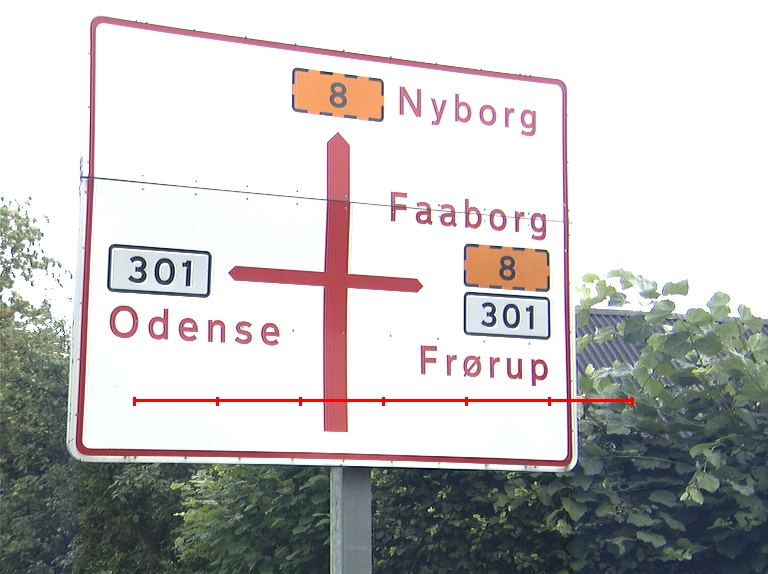 8 Nyborg
Faaborg
8
301
301
Odense
Frørup